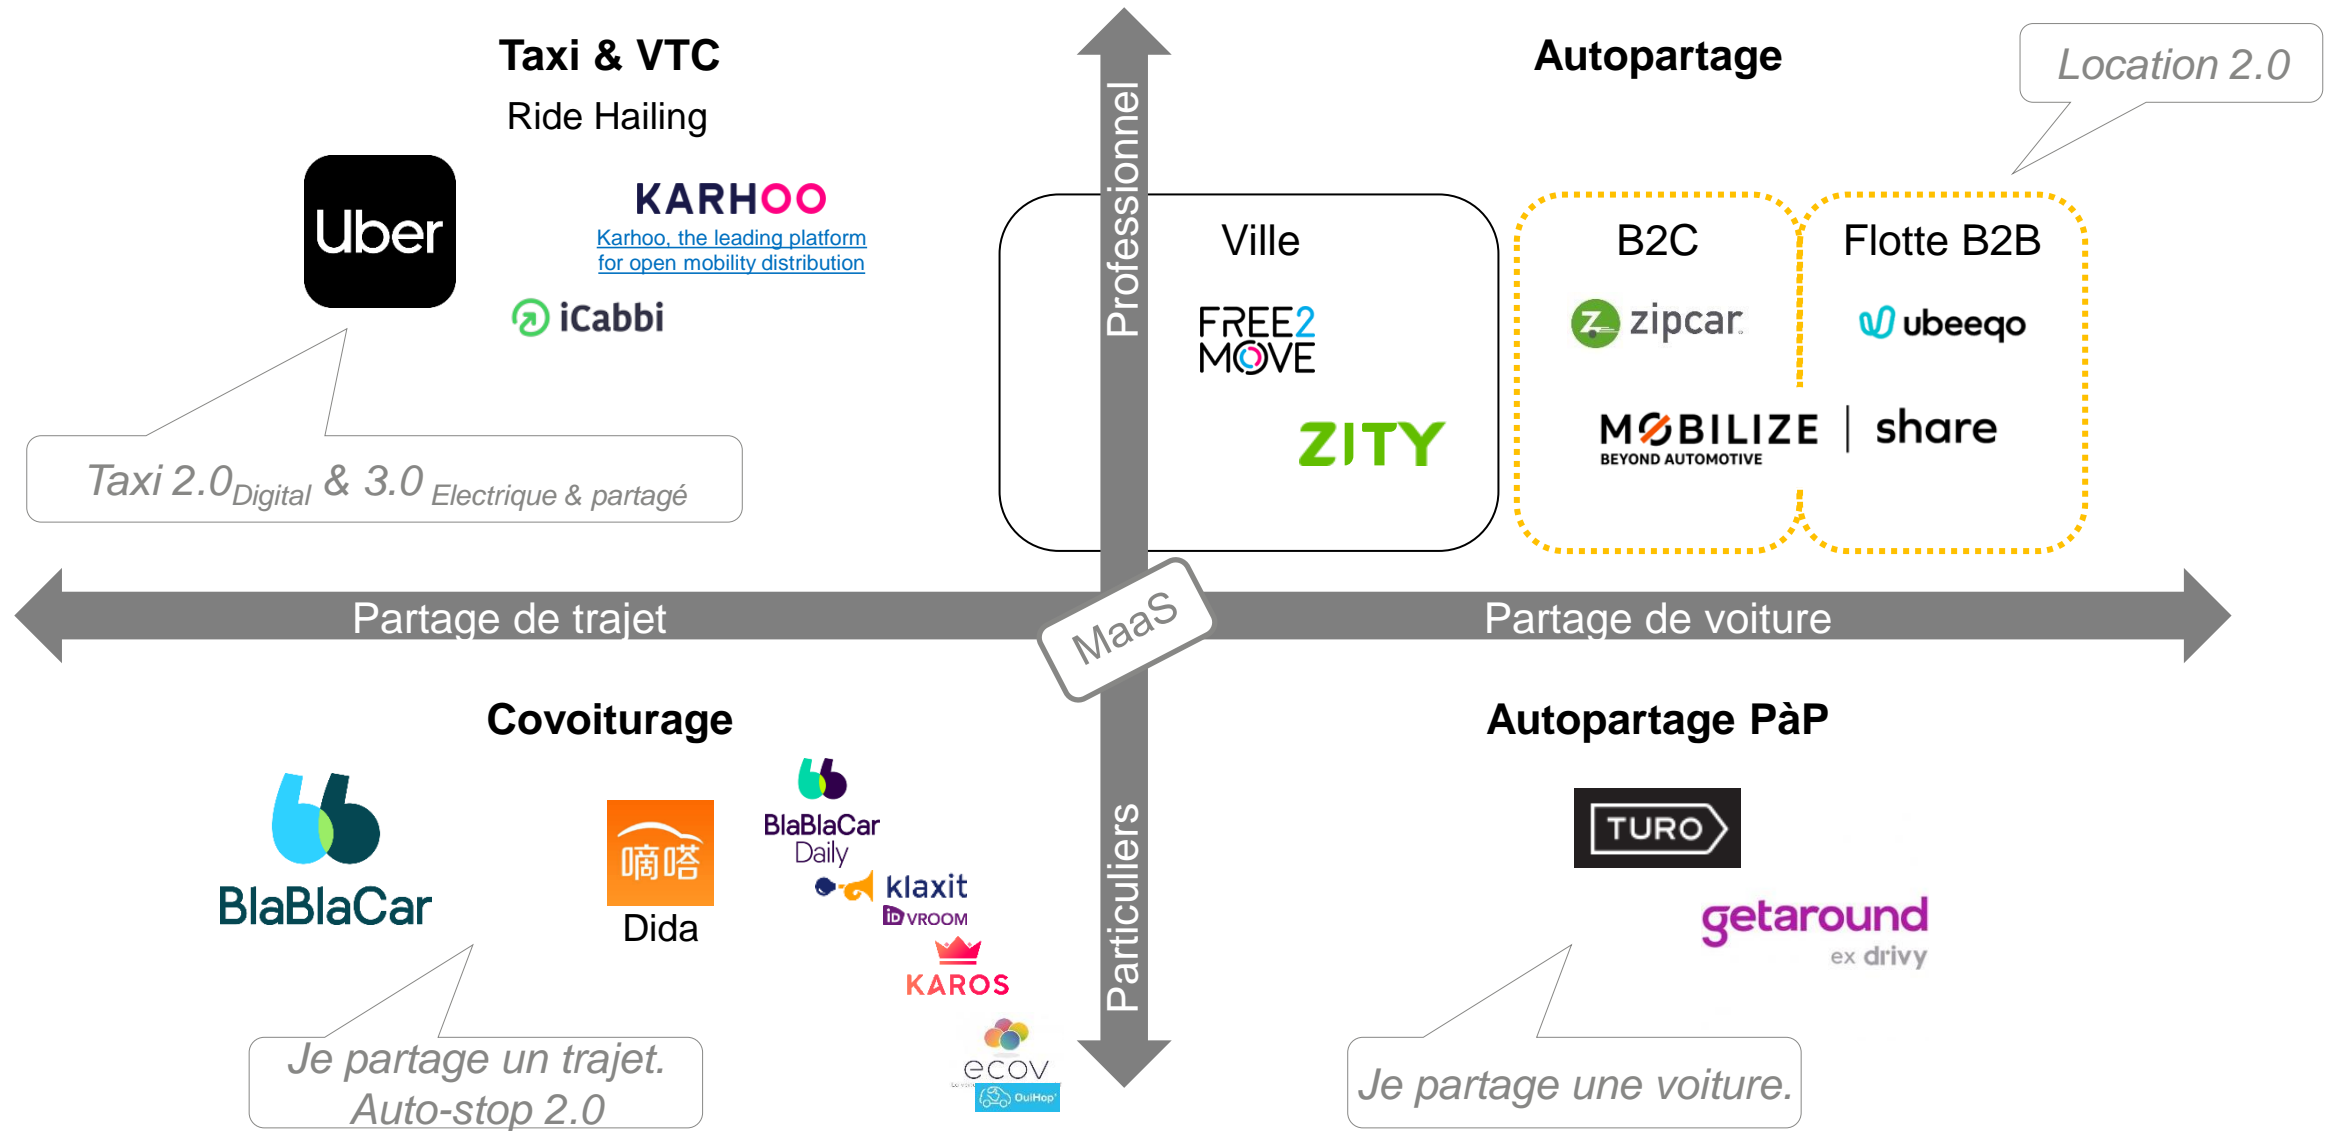 Taxi & VTC
Ride Hailing
Uber
KARHOO
Karhoo, the leading platform
for open mobility distribution
iCabbi
Taxi 2.0 Digital & 3.0 Electrique & partagé
Professionnel
Autopartage
Location 2.0
Ville
FREE2
MOVE
ZITY
B2C
zipcar
Flotte B2B
ubeeqo
MOBILIZE | share
BEYOND AUTOMOTIVE
Partage de trajet
MaaS
Partage de voiture
Covoiturage
BlaBlaCar
嘀嗒
Dida
BlaBlaCar
Daily
klaxit
iD VROOM
KAROS
ecov
OuiHop'
Je partage un trajet.
Auto-stop 2.0
Particuliers
Autopartage PàP
TURO
getaround
ex drivy
Je partage une voiture.